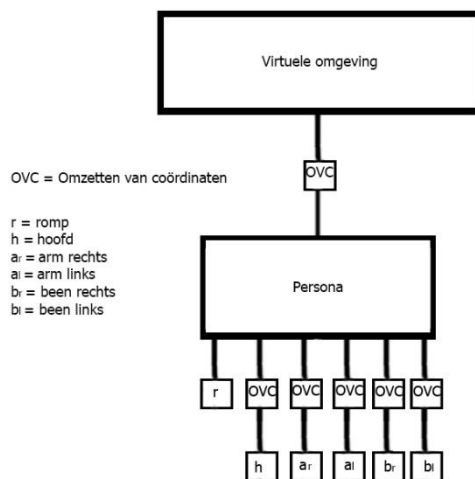 Virtuele omgeving
OVC
OVC = Omzetten van coördinaten
r = romp
h = hoofd
ar = arm rechts
al = arm links
br = been rechts
bl = been links
Persona
r OVC OVC OVC OVC OVC
h ar al br bl